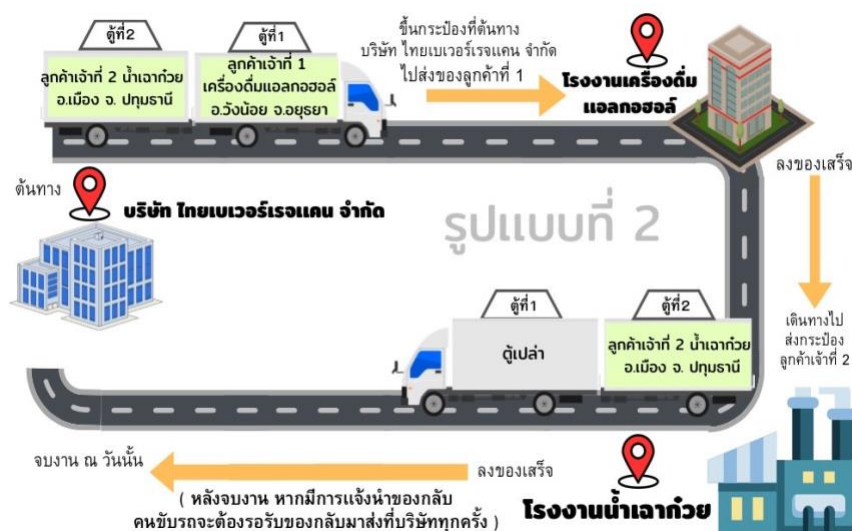 ตู้ที่2
ตู้ที่1
ลูกค้าเจ้าที่ 2 น้ำเฉาก๋วย
อ.เมือง จ. ปทุมธานี
ลูกค้าเจ้าที่ 1
เครื่องดื่มแอลกอฮอล์
อ.วังน้อย จ.อยุธยา
ขึ้นกระป๋องที่ต้นทาง
บริษัท ไทยเบเวอร์เรจแคน จำกัด
ไปส่งของลูกค้าที่ 1
โรงงานเครื่องดื่ม
แอลกอฮอล์
ลงของเสร็จ
ต้นทาง
บริษัท ไทยเบเวอร์เรจแคน จำกัด
รูปแบบที่ 2
เดินทางไป
ส่งกระป๋อง
ลูกค้าเจ้าที่ 2
ตู้ที่1
ตู้ที่2
ตู้เปล่า
ลูกค้าเจ้าที่ 2 น้ำเฉาก๋วย
อ.เมือง จ. ปทุมธานี
จบงาน ณ วันนั้น
ลงของเสร็จ
( หลังจบงาน หากมีการแจ้งนำของกลับ
คนขับรถจะต้องรอรับของกลับมาส่งที่บริษัททุกครั้ง )
โรงงานน้ำเฉาก๋วย